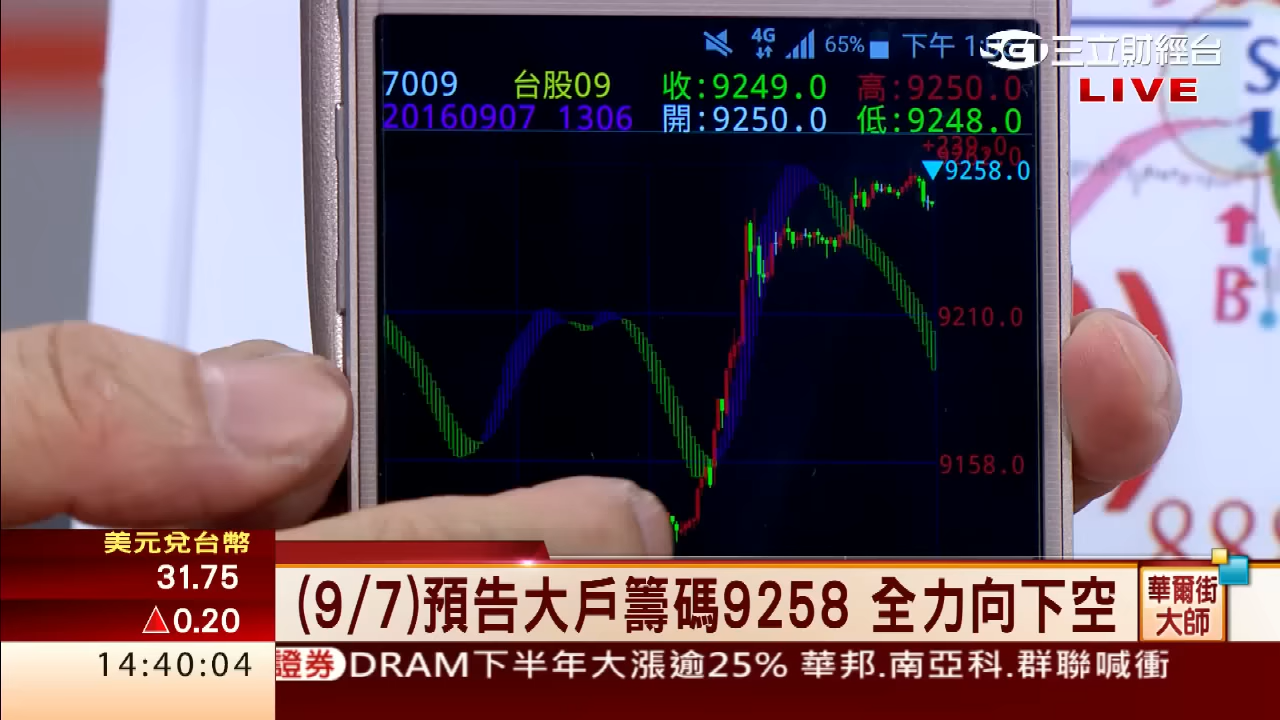 4G 65% 下午 1
三立財經台
LIVE
7009 台股09 收:9249.0 高:9250.0
20160907 1306 開:9250.0 低:9248.0
+239.0
▼9258.0
9210.0
9158.0
S
B
888
美元兌台幣
31.75
△0.20
14:40:04
(9/7)預告大戶籌碼9258 全力向下空
華爾街
大師
證券 DRAM下半年大漲逾25% 華邦.南亞科.群聯喊衝